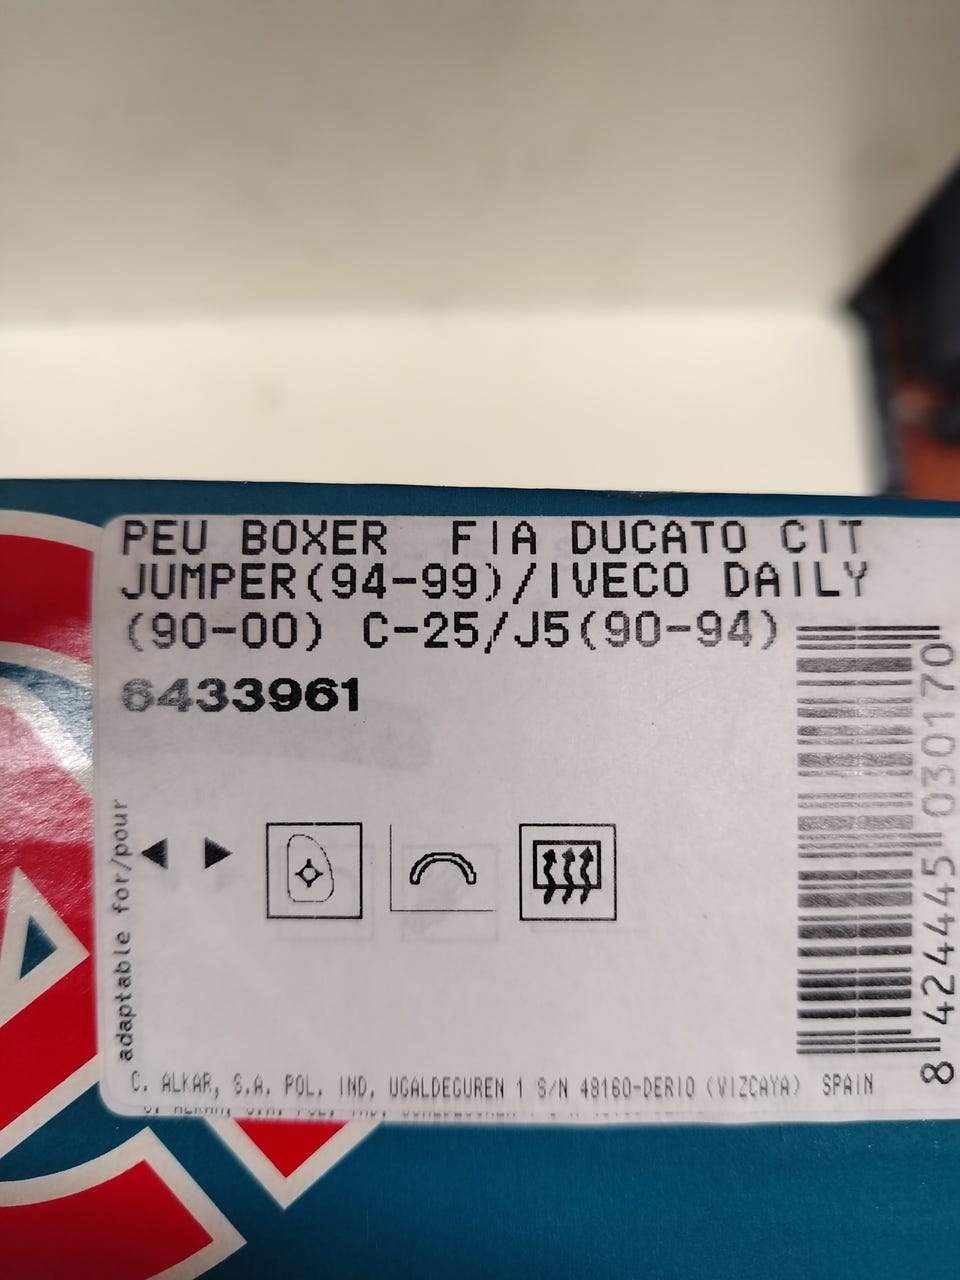 PEU BOXER FIA DUCATO CIT
JUMPER(94-99)/IVECO DAILY
(90-00) C-25/J5(90-94)
6433961
adaptable for/pour
8 424445 030170
C. ALKAR, S.A. POL. IND. UGALDEGUREN 1 S/N 48160-DERIO (VIZCAYA) SPAIN